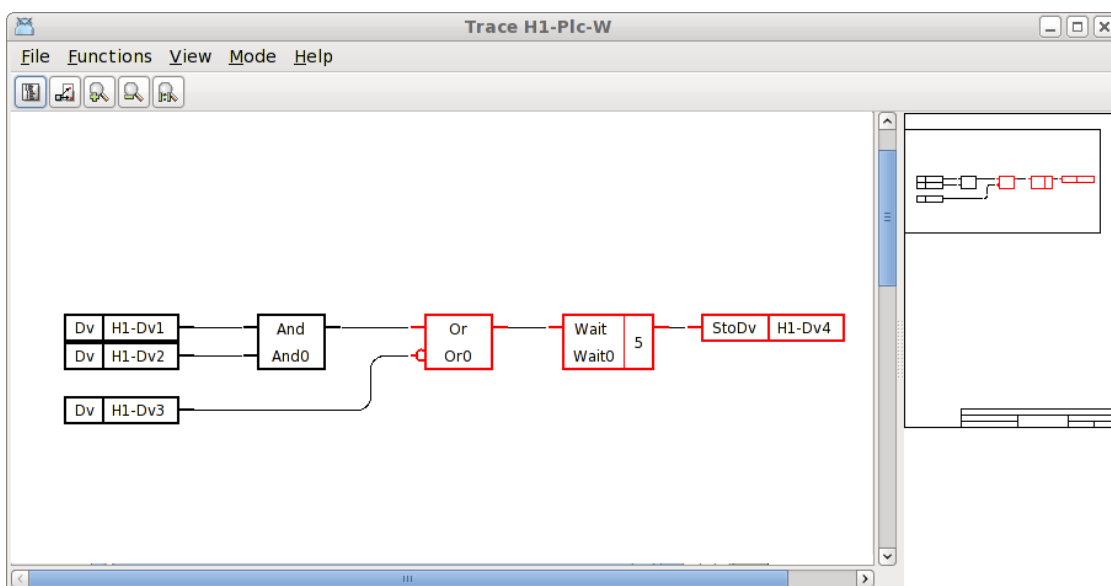 Trace H1-Plc-W
File Functions View Mode Help
Dv H1-Dv1
Dv H1-Dv2
Dv H1-Dv3
And
And0
Or
Or0
Wait
Wait0
5
StoDv H1-Dv4